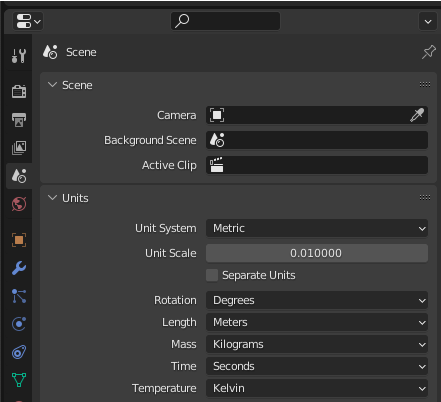 Scene
Scene
Camera
Background Scene
Active Clip
Units
Unit System Metric
Unit Scale 0.010000
Separate Units
Rotation Degrees
Length Meters
Mass Kilograms
Time Seconds
Temperature Kelvin